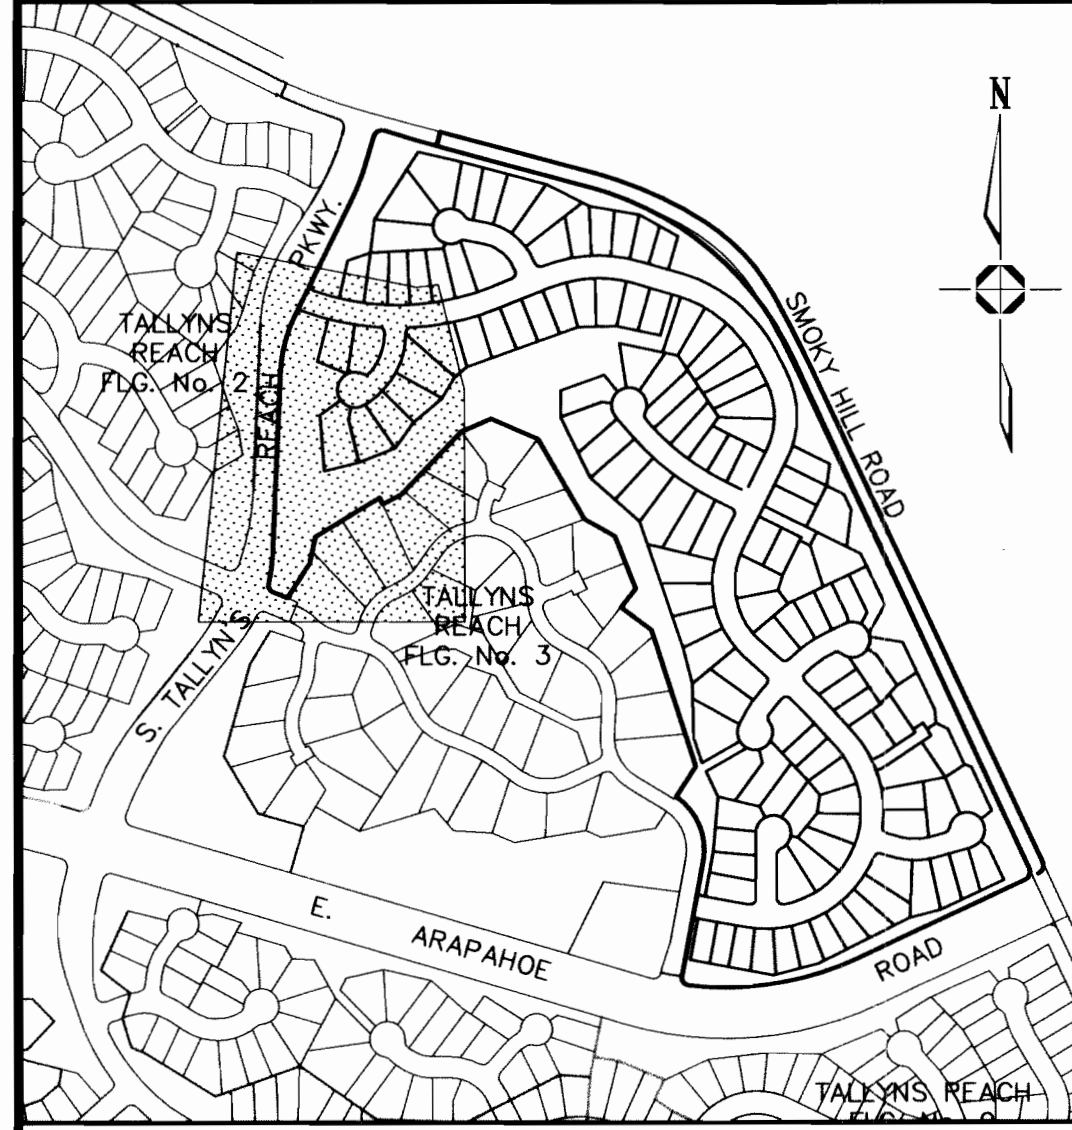 N
PKWY.
SMOKY HILL ROAD
TALLYNS
REACH
FLG. No. 2
REACH
TALLYNS
REACH
FLG. No. 3
S. TALLYN'S
E.
ARAPAHOE
ROAD
TALLYNS REACH